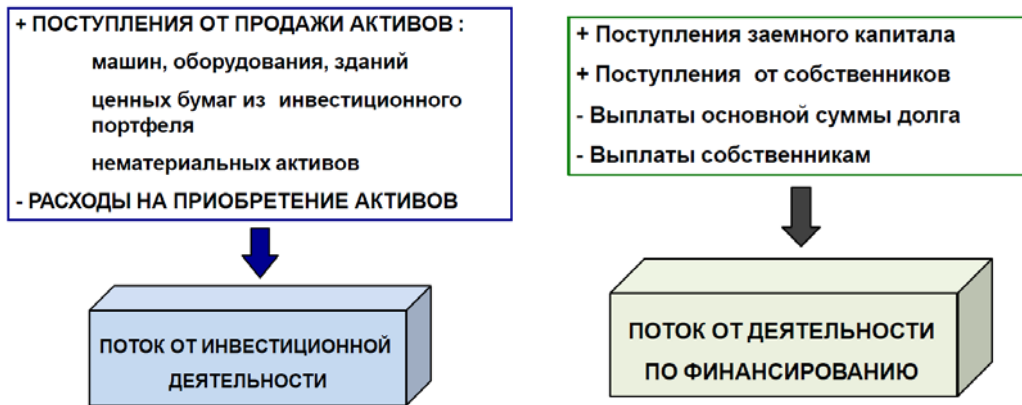 + ПОСТУПЛЕНИЯ ОТ ПРОДАЖИ АКТИВОВ :
машин, оборудования, зданий
ценных бумаг из инвестиционного
портфеля
нематериальных активов
- РАСХОДЫ НА ПРИОБРЕТЕНИЕ АКТИВОВ
ПОТОК ОТ ИНВЕСТИЦИОННОЙ
ДЕЯТЕЛЬНОСТИ
+ Поступления заемного капитала
+ Поступления от собственников
- Выплаты основной суммы долга
- Выплаты собственникам
ПОТОК ОТ ДЕЯТЕЛЬНОСТИ
ПО ФИНАНСИРОВАНИЮ